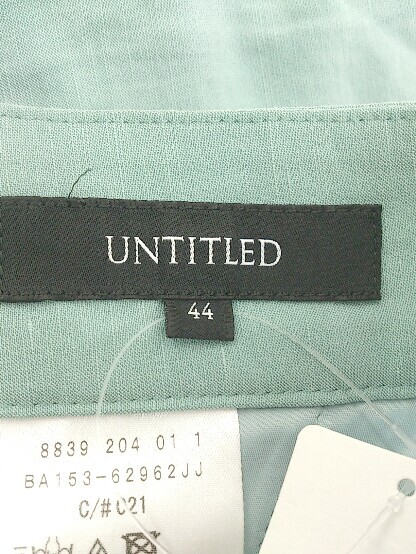 UNTITLED
44
8839 204 01 1
BA153-62962JJ
C/#C21